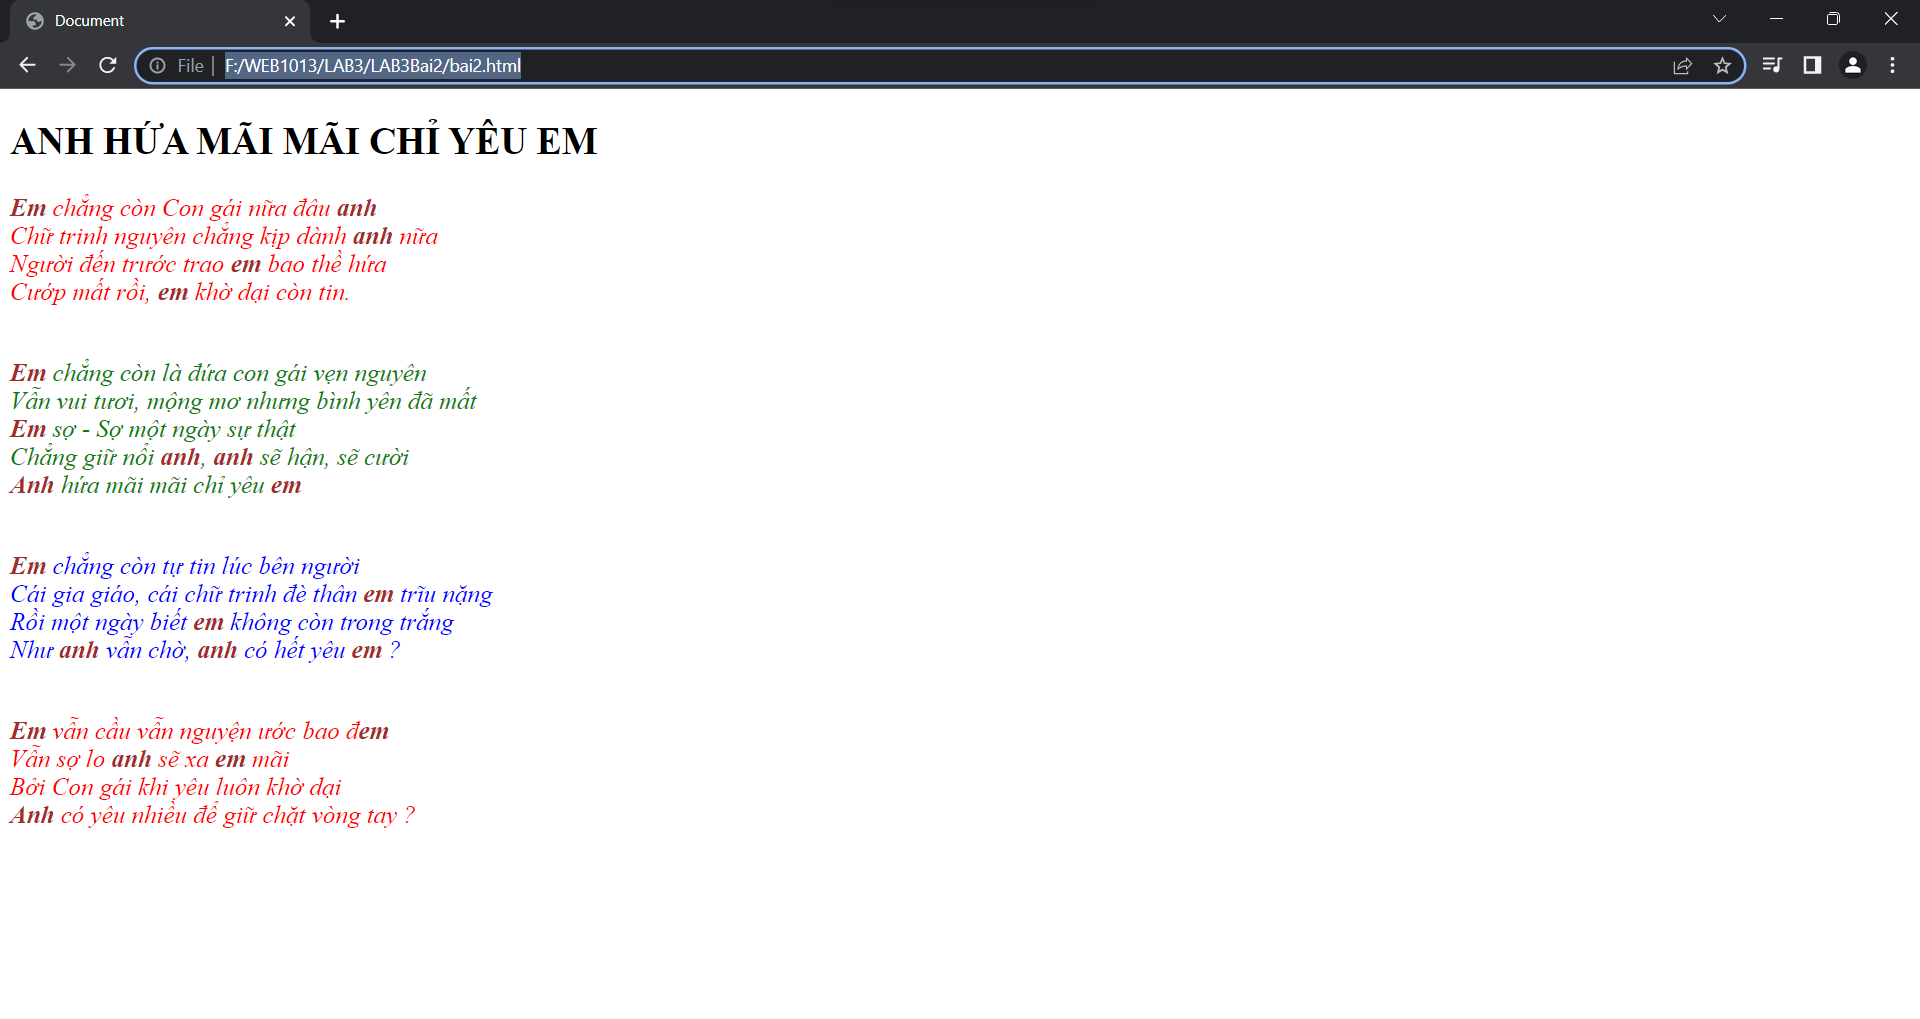 Document
File
F:/WEB1013/LAB3/LAB3Bai2/bai2.html
ANH HỨA MÃI MÃI CHỈ YÊU EM
Em chẳng còn Con gái nữa đâu anh
Chữ trinh nguyên chẳng kịp dành anh nữa
Người đến trước trao em bao thề hứa
Cướp mất rồi, em khờ dại còn tin.
Em chẳng còn là đứa con gái vẹn nguyên
Vẫn vui tươi, mộng mơ nhưng bình yên đã mất
Em sợ - Sợ một ngày sự thật
Chẳng giữ nổi anh, anh sẽ hận, sẽ cười
Anh hứa mãi mãi chỉ yêu em
Em chẳng còn tự tin lúc bên người
Cái gia giáo, cái chữ trinh đè thân em trĩu nặng
Rồi một ngày biết em không còn trong trắng
Như anh vẫn chờ, anh có hết yêu em ?
Em vẫn cầu vẫn nguyện ước bao đem
Vẫn sợ lo anh sẽ xa em mãi
Bởi Con gái khi yêu luôn khờ dại
Anh có yêu nhiều để giữ chặt vòng tay ?